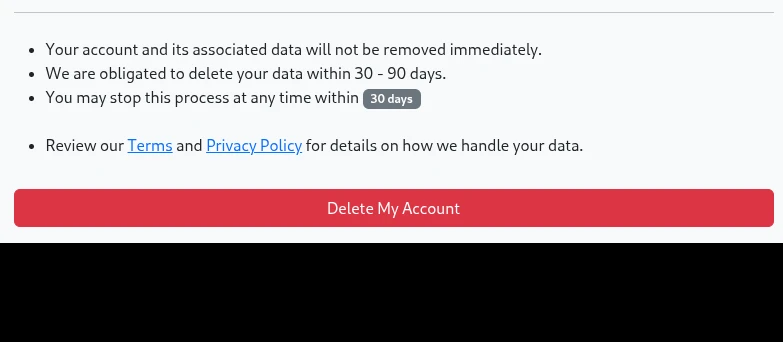 Your account and its associated data will not be removed immediately.
We are obligated to delete your data within 30 - 90 days.
You may stop this process at any time within 30 days
Review our Terms and Privacy Policy for details on how we handle your data.
Delete My Account